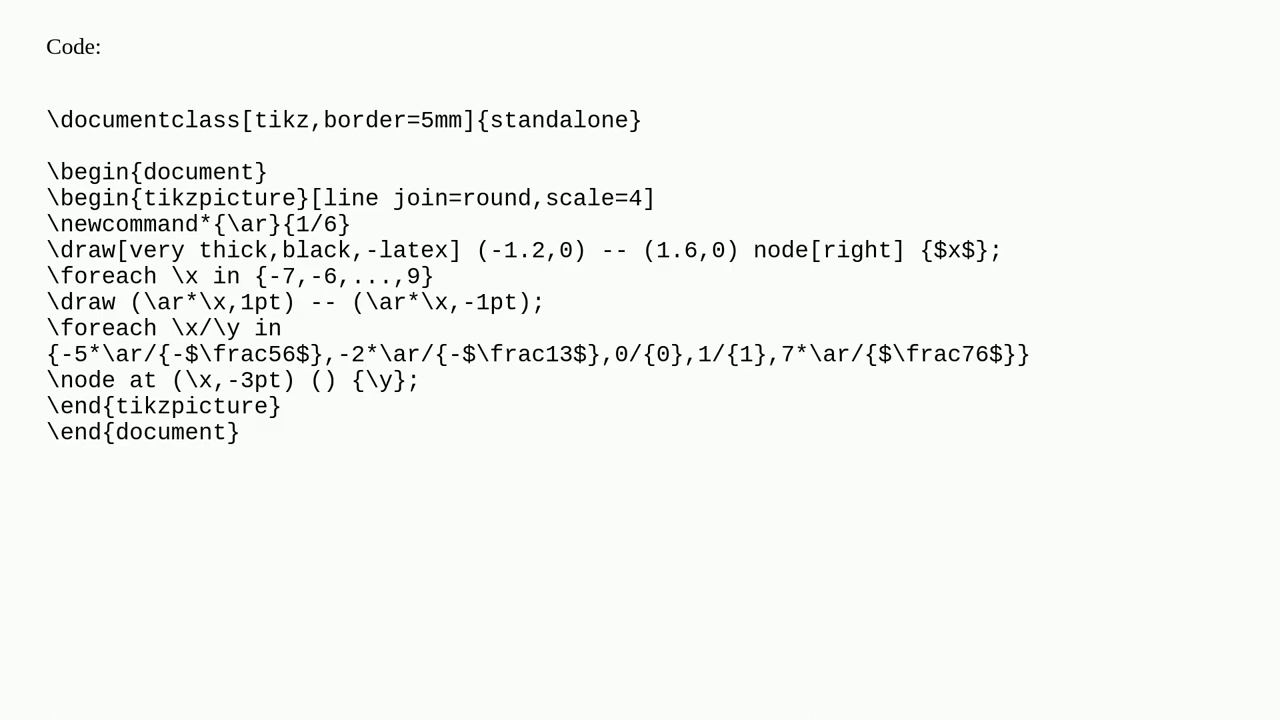 Code:
\documentclass[tikz,border=5mm]{standalone}
\begin{document}
\begin{tikzpicture}[line join=round,scale=4]
\newcommand*{\ar}{1/6}
\draw[very thick,black,-latex] (-1.2,0) -- (1.6,0) node[right] {$x$};
\foreach \x in {-7,-6,...,9}
\draw (\ar*\x,1pt) -- (\ar*\x,-1pt);
\foreach \x/\y in
{-5*\ar/{-$\frac56$},-2*\ar/{-$\frac13$},0/{0},1/{1},7*\ar/{$\frac76$}}
\node at (\x,-3pt) () {\y};
\end{tikzpicture}
\end{document}